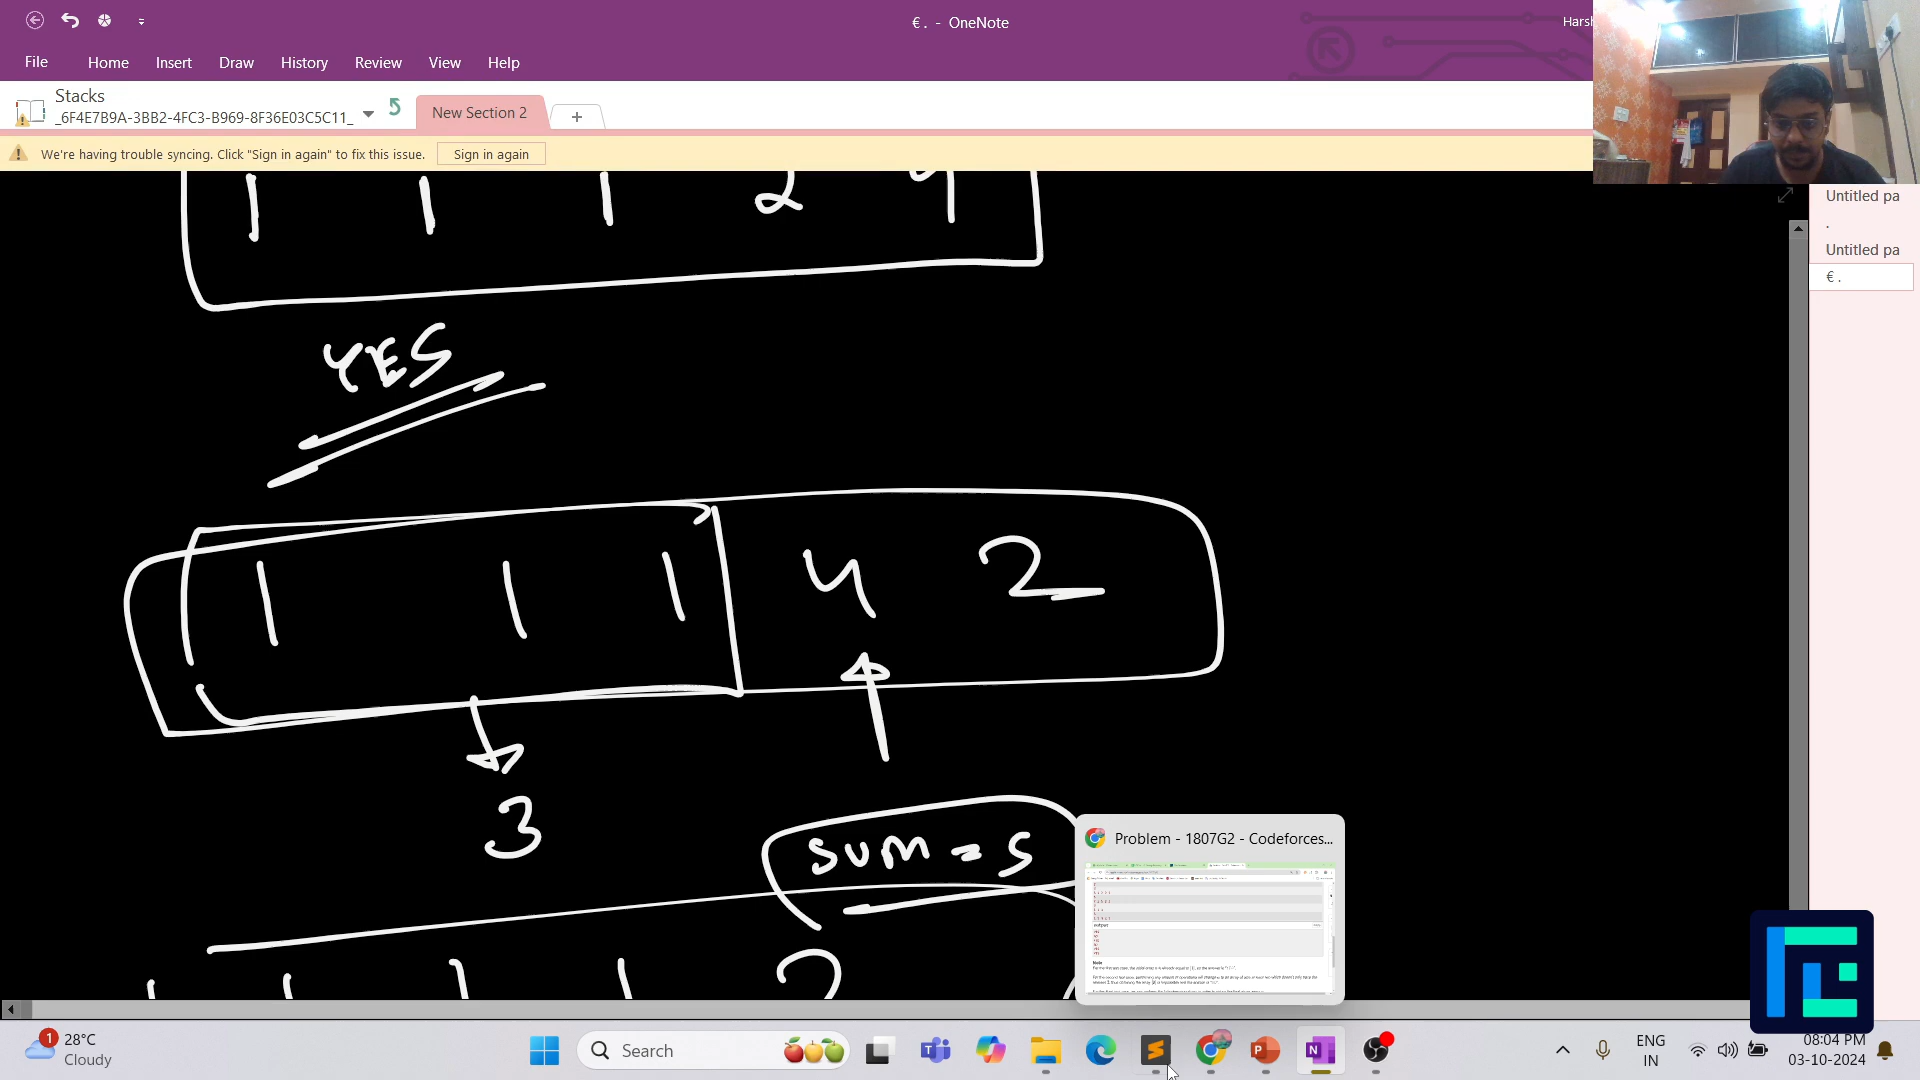 € . - OneNote
Harsh
File Home Insert Draw History Review View Help
Stacks
_6F4E7B9A-3BB2-4FC3-B969-8F36E03C5C11_
New Section 2
+
We're having trouble syncing. Click "Sign in again" to fix this issue. Sign in again
Untitled pa
.
Untitled pa
€ .
1 1 1 2 4
YES
1 1 1 4 2
3
sum = S
1 1 1 1 2
Problem - 1807G2 - Codeforces...
1 28°C
Cloudy
Search
ENG
IN
08:04 PM
03-10-2024